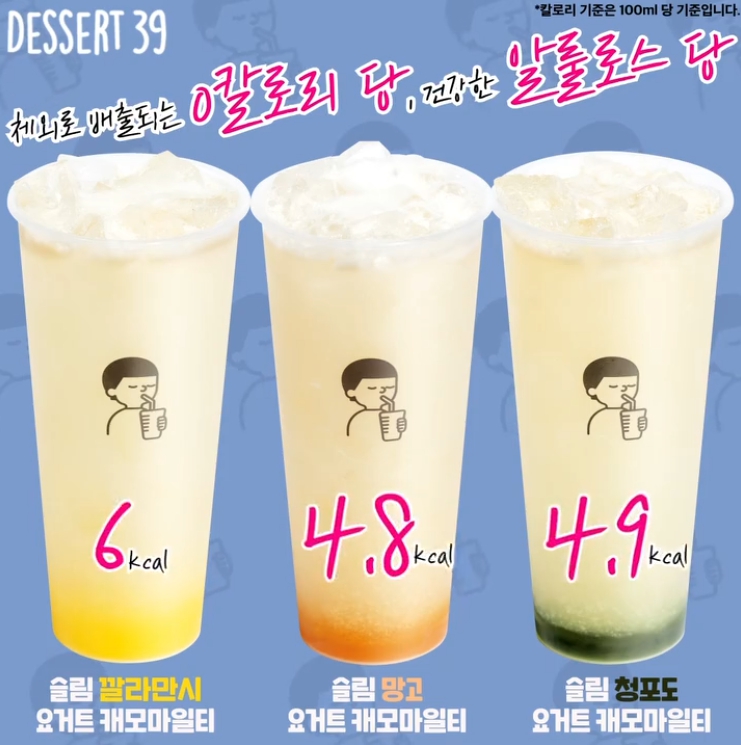 *칼로리 기준은 100ml 당 기준입니다.
DESSERT 39
체외로 배출되는 0칼로리 당, 건강한 알룰로스 당
6kcal
4.8kcal
4.9kcal
슬림 깔라만시
요거트 캐모마일티
슬림 망고
요거트 캐모마일티
슬림 청포도
요거트 캐모마일티